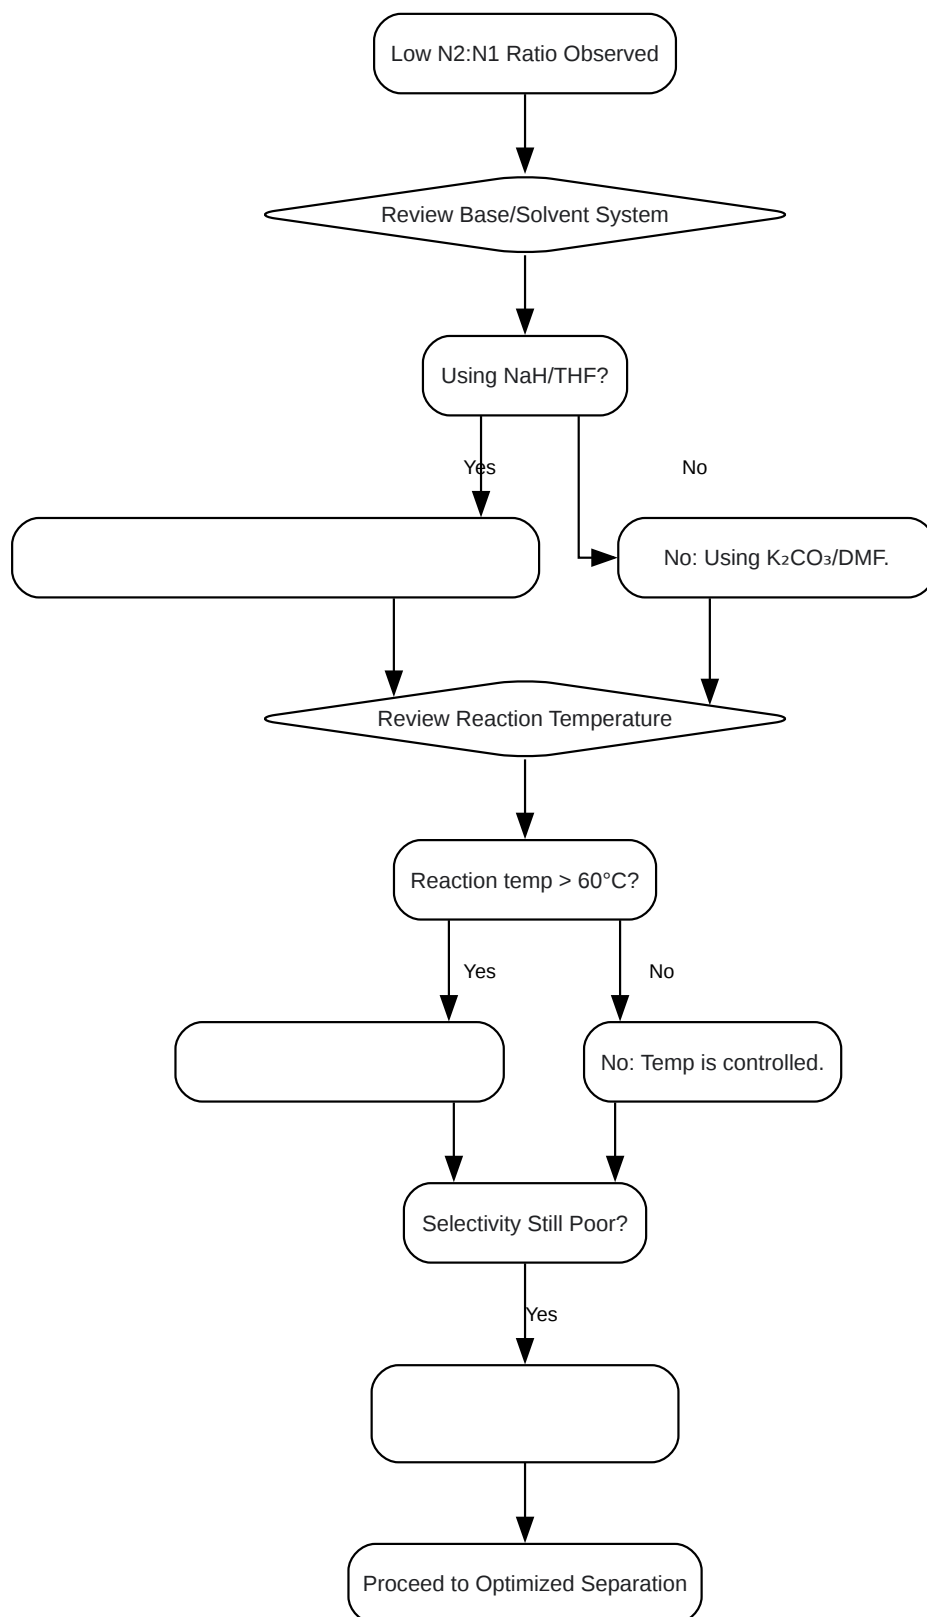 Low N2:N1 Ratio Observed
Review Base/Solvent System
Using NaH/THF?
Yes
No
No: Using K₂CO₃/DMF.
Review Reaction Temperature
Reaction temp > 60°C?
Yes
No
No: Temp is controlled.
Selectivity Still Poor?
Yes
Proceed to Optimized Separation